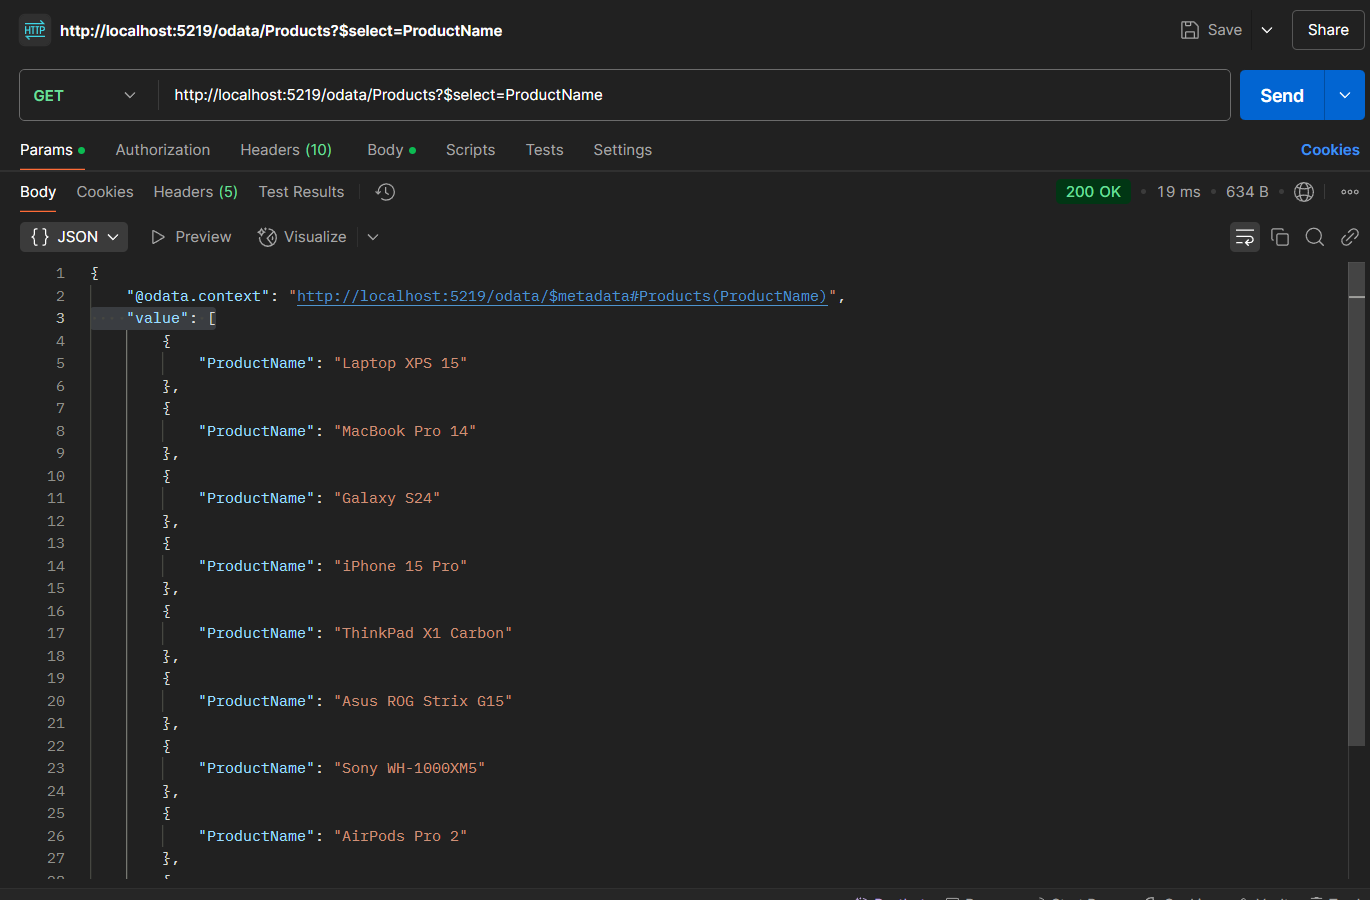 HTTP http://localhost:5219/odata/Products?$select=ProductName Save Share
GET http://localhost:5219/odata/Products?$select=ProductName Send
Params Authorization Headers (10) Body Scripts Tests Settings Cookies
Body Cookies Headers (5) Test Results 200 OK 19 ms 634 B
{} JSON Preview Visualize
1 {
2 "@odata.context": "http://localhost:5219/odata/$metadata#Products(ProductName)",
3 "value": [
4 {
5 "ProductName": "Laptop XPS 15"
6 },
7 {
8 "ProductName": "MacBook Pro 14"
9 },
10 {
11 "ProductName": "Galaxy S24"
12 },
13 {
14 "ProductName": "iPhone 15 Pro"
15 },
16 {
17 "ProductName": "ThinkPad X1 Carbon"
18 },
19 {
20 "ProductName": "Asus ROG Strix G15"
21 },
22 {
23 "ProductName": "Sony WH-1000XM5"
24 },
25 {
26 "ProductName": "AirPods Pro 2"
27 },